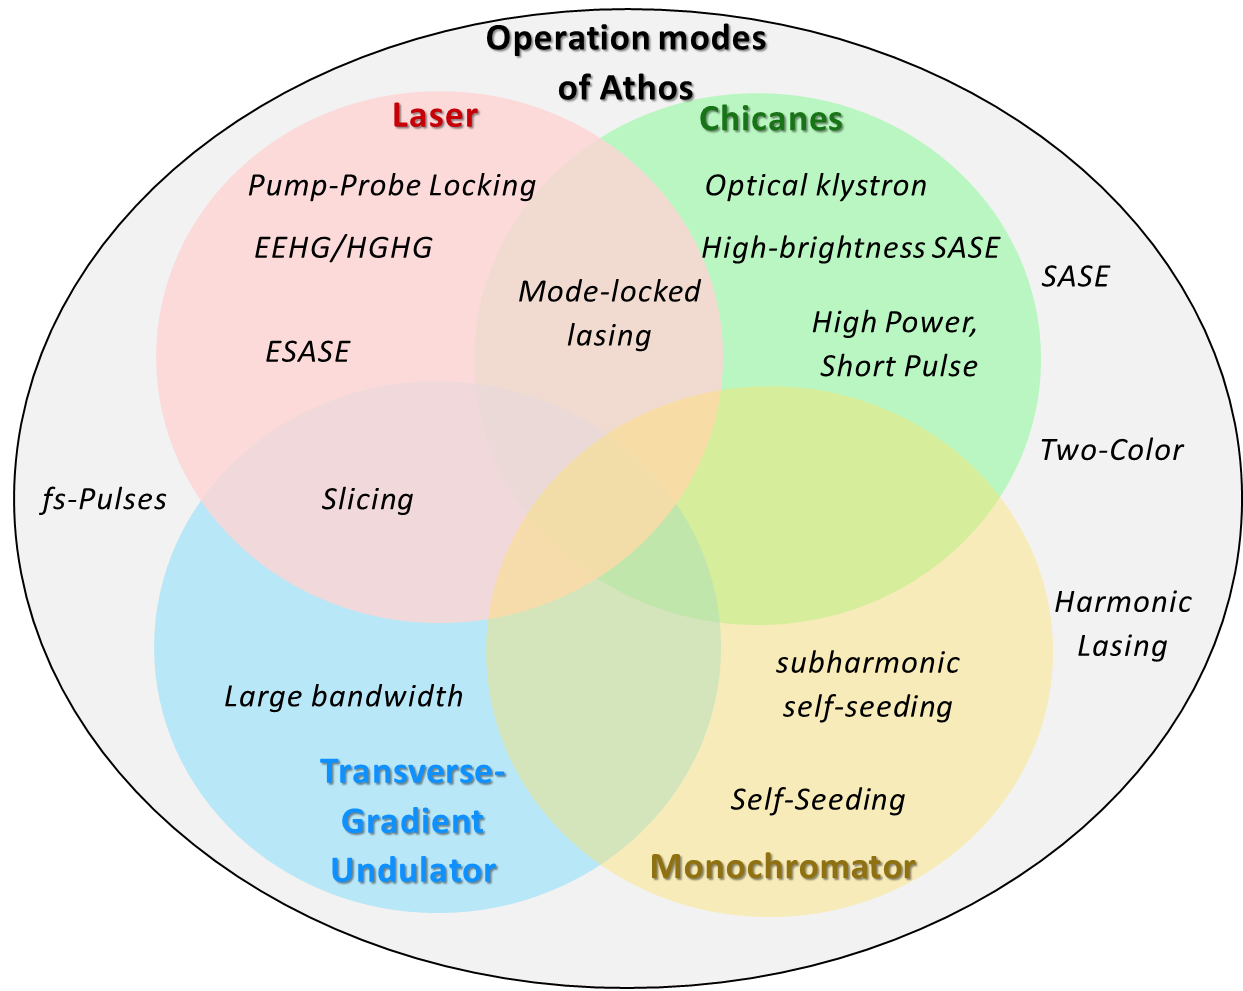 Operation modes
of Athos
Laser
Chicanes
Pump-Probe Locking
Optical klystron
EEHG/HGHG
High-brightness SASE
SASE
Mode-locked
lasing
High Power,
Short Pulse
ESASE
Two-Color
fs-Pulses
Slicing
Harmonic
Lasing
subharmonic
self-seeding
Large bandwidth
Self-Seeding
Transverse-
Gradient
Undulator
Monochromator